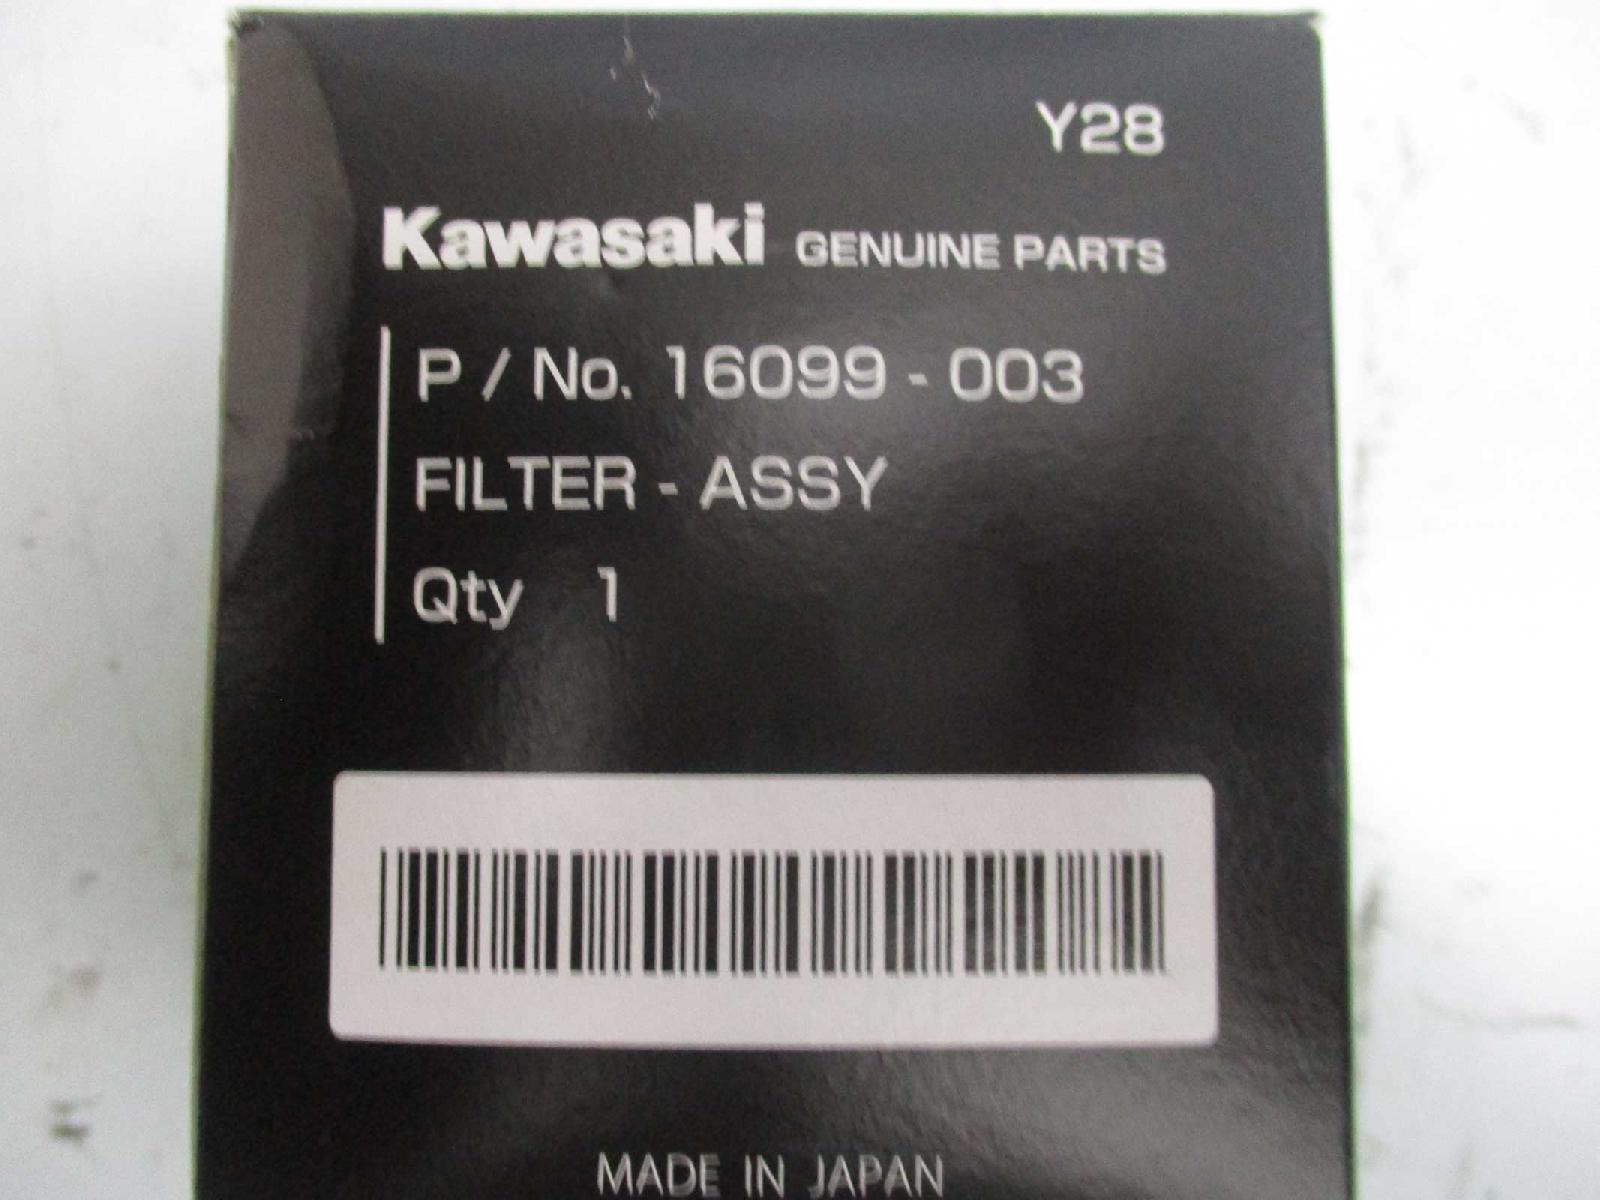 Y28
Kawasaki GENUINE PARTS
P / No. 16099 - 003
FILTER - ASSY
Qty 1
MADE IN JAPAN